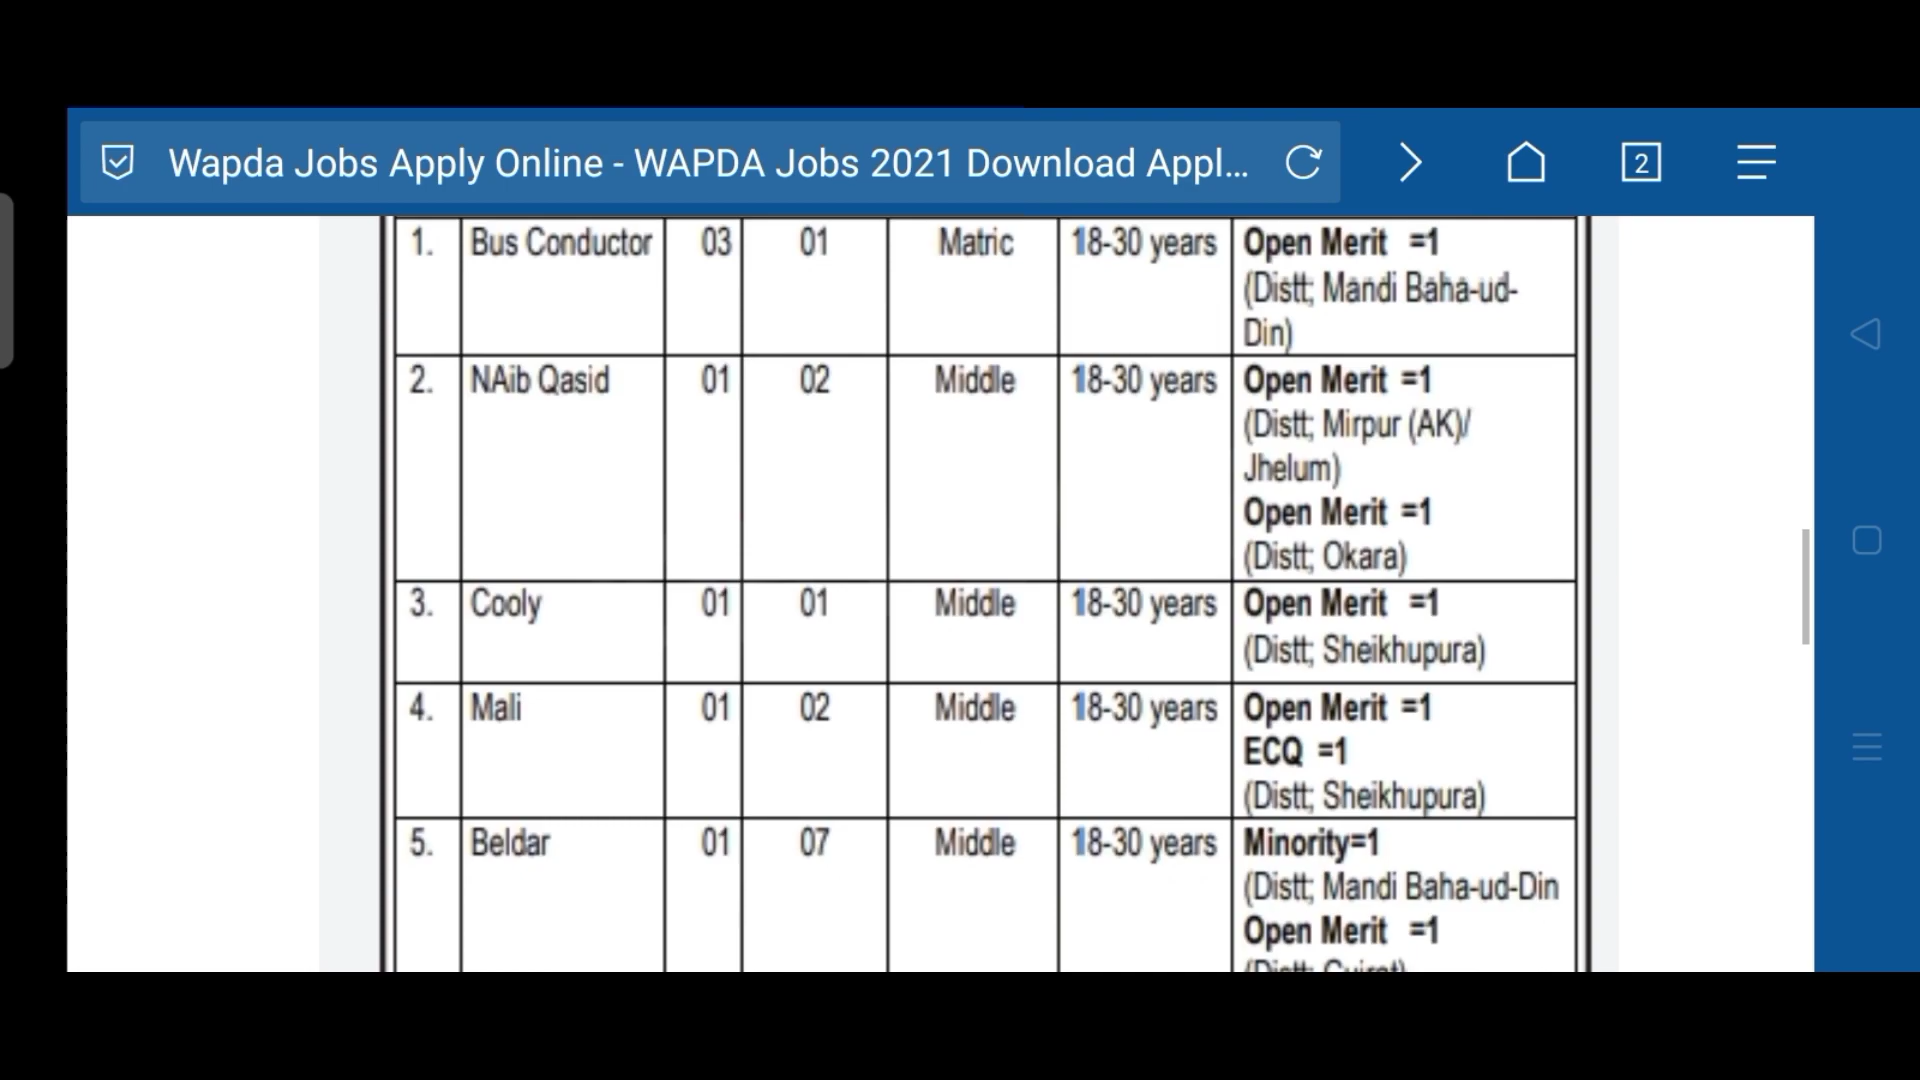 Wapda Jobs Apply Online - WAPDA Jobs 2021 Download Appl... 2
1. Bus Conductor 03 01 Matric 18-30 years Open Merit =1
(Distt; Mandi Baha-ud-
Din)
2. NAib Qasid 01 02 Middle 18-30 years Open Merit =1
(Distt; Mirpur (AK)/
Jhelum)
Open Merit =1
(Distt; Okara)
3. Cooly 01 01 Middle 18-30 years Open Merit =1
(Distt; Sheikhupura)
4. Mali 01 02 Middle 18-30 years Open Merit =1
ECQ =1
(Distt; Sheikhupura)
5. Beldar 01 07 Middle 18-30 years Minority=1
(Distt; Mandi Baha-ud-Din
Open Merit =1
(Distt; Gujrat)